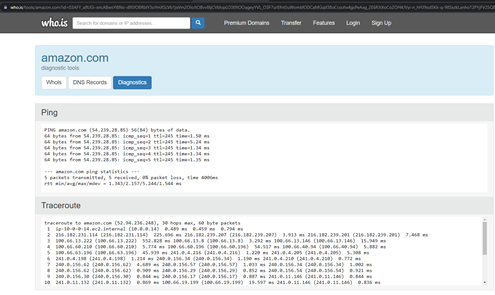 who.is
Search for domains or IP addresses...
Premium Domains
Transfer
Features
Login
Sign Up
amazon.com
diagnostic tools
Whois
DNS Records
Diagnostics
Ping
PING amazon.com (54.239.28.85) 56(84) bytes of data.
64 bytes from 54.239.28.85: icmp_seq=1 ttl=245 time=1.50 ms
64 bytes from 54.239.28.85: icmp_seq=2 ttl=245 time=5.24 ms
64 bytes from 54.239.28.85: icmp_seq=3 ttl=245 time=1.34 ms
64 bytes from 54.239.28.85: icmp_seq=4 ttl=245 time=1.34 ms
64 bytes from 54.239.28.85: icmp_seq=5 ttl=245 time=1.35 ms
--- amazon.com ping statistics ---
5 packets transmitted, 5 received, 0% packet loss, time 4006ms
rtt min/avg/max/mdev = 1.343/2.157/5.244/1.544 ms
Traceroute
traceroute to amazon.com (52.94.236.248), 30 hops max, 60 byte packets
1 ip-10-0-0-14.ec2.internal (10.0.0.14) 0.489 ms 0.459 ms 0.794 ms
2 216.182.231.114 (216.182.231.114) 225.696 ms 216.182.239.207 (216.182.239.207) 3.913 ms 216.182.239.201 (216.182.239.201) 7.468 ms
3 100.66.13.222 (100.66.13.222) 552.828 ms 100.66.13.8 (100.66.13.8) 3.292 ms 100.66.13.146 (100.66.13.146) 15.949 ms
4 100.66.60.210 (100.66.60.210) 5.774 ms 100.66.60.196 (100.66.60.196) 54.517 ms 100.66.40.94 (100.66.40.94) 5.882 ms
5 100.66.63.196 (100.66.63.196) 45.939 ms 241.0.4.216 (241.0.4.216) 1.220 ms 241.0.4.205 (241.0.4.205) 5.308 ms
6 241.0.4.198 (241.0.4.198) 1.214 ms 240.0.156.34 (240.0.156.34) 1.198 ms 241.0.4.210 (241.0.4.210) 0.772 ms
7 240.0.156.62 (240.0.156.62) 4.689 ms 240.0.156.57 (240.0.156.57) 1.033 ms 240.0.156.34 (240.0.156.34) 1.002 ms
8 240.0.156.62 (240.0.156.62) 0.909 ms 240.0.156.29 (240.0.156.29) 0.852 ms 240.0.156.54 (240.0.156.54) 0.921 ms
9 240.0.156.30 (240.0.156.30) 0.844 ms 240.0.156.17 (240.0.156.17) 0.887 ms 241.0.11.146 (241.0.11.146) 0.844 ms
10 241.0.11.132 (241.0.11.132) 0.869 ms 100.66.19.199 (100.66.19.199) 19.597 ms 241.0.11.146 (241.0.11.146) 0.836 ms